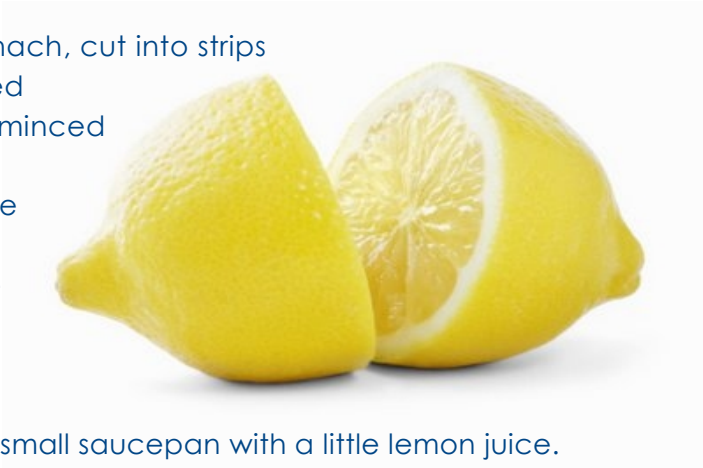 nach, cut into strips
ed
minced
e
small saucepan with a little lemon juice.